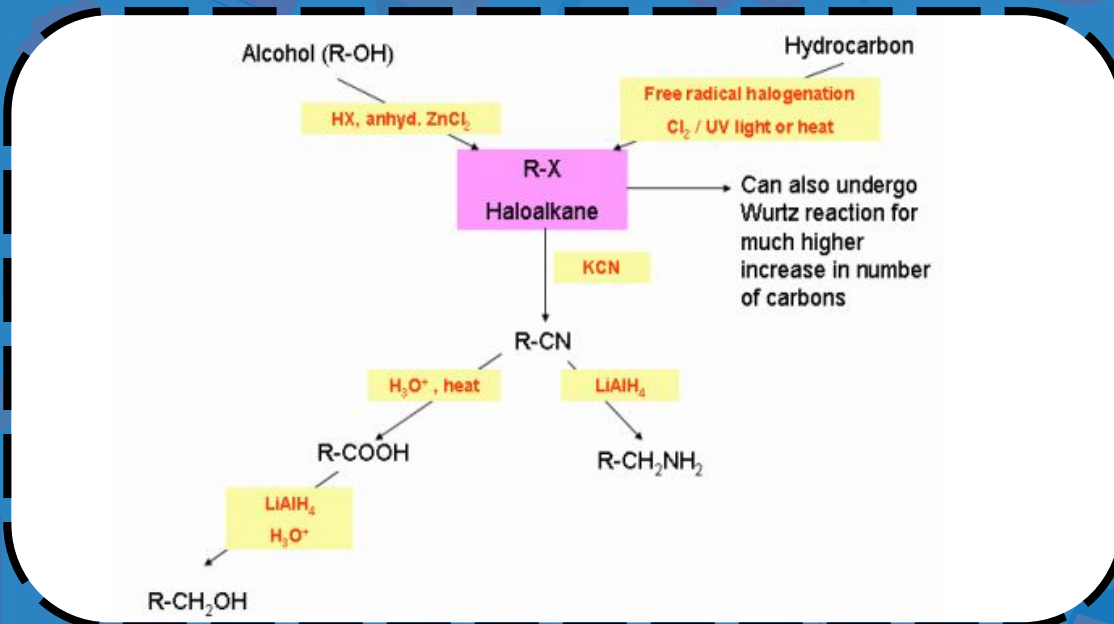 Alcohol (R-OH)
Hydrocarbon
HX, anhyd. ZnCl₂
Free radical halogenation
Cl₂ / UV light or heat
R-X
Haloalkane
Can also undergo
Wurtz reaction for
much higher
increase in number
of carbons
KCN
R-CN
H₃O⁺ , heat
LiAlH₄
R-COOH
R-CH₂NH₂
LiAlH₄
H₃O⁺
R-CH₂OH